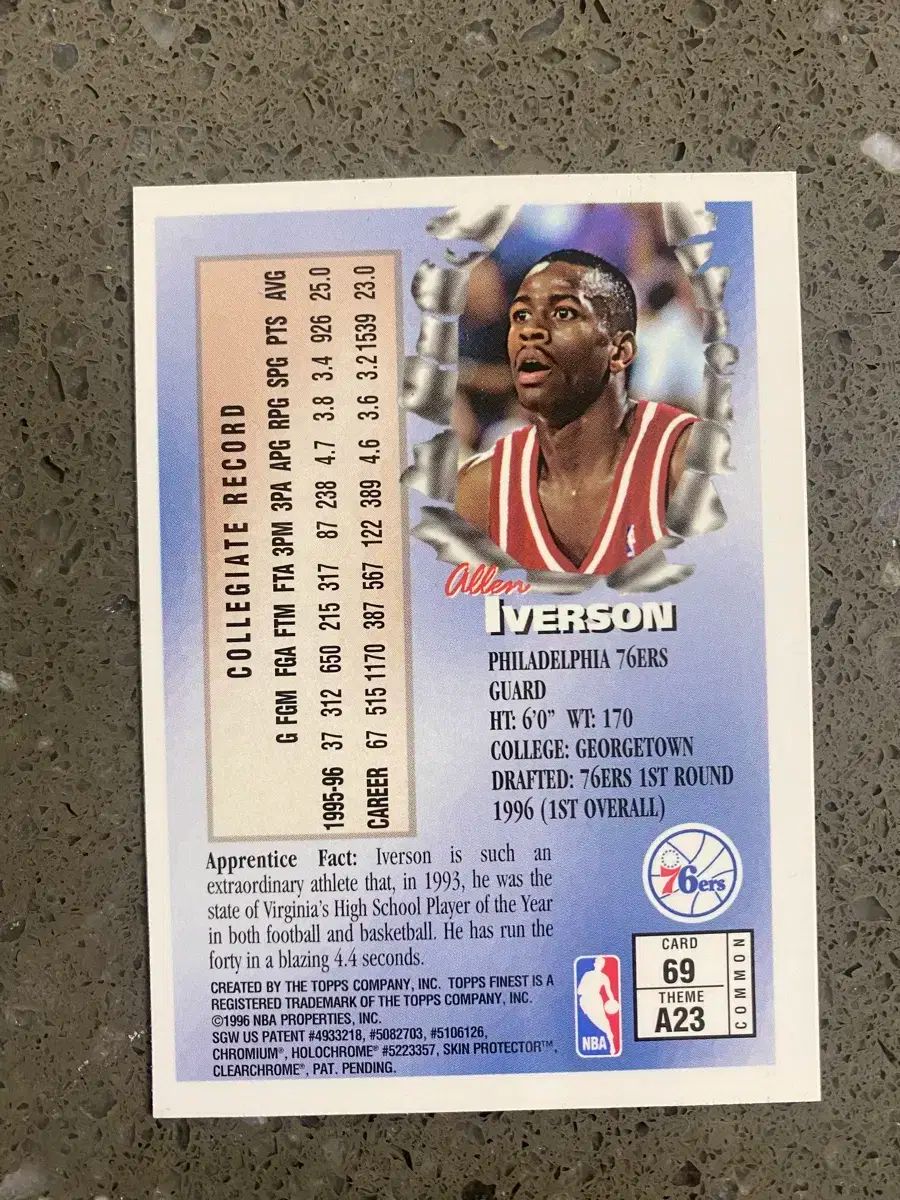 COLLEGIATE RECORD
G FGM FGA FTM FTA 3PM 3PA APG RPG SPG PTS AVG
1995-96 37 312 650 215 317 87 238 4.7 3.8 3.4 926 25.0
CAREER 67 515 1170 387 567 122 389 4.6 3.6 3.2 1539 23.0
Allen
IVERSON
PHILADELPHIA 76ERS
GUARD
HT: 6'0" WT: 170
COLLEGE: GEORGETOWN
DRAFTED: 76ERS 1ST ROUND
1996 (1ST OVERALL)
Apprentice Fact: Iverson is such an
extraordinary athlete that, in 1993, he was the
state of Virginia's High School Player of the Year
in both football and basketball. He has run the
forty in a blazing 4.4 seconds.
CREATED BY THE TOPPS COMPANY, INC. TOPPS FINEST IS A
REGISTERED TRADEMARK OF THE TOPPS COMPANY, INC.
©1996 NBA PROPERTIES, INC.
SGW US PATENT #4933218, #5082703, #5106126,
CHROMIUM®, HOLOCHROME® #5223357, SKIN PROTECTOR™,
CLEARCHROME®, PAT. PENDING.
76ers
NBA
CARD
69
THEME
A23
COMMON